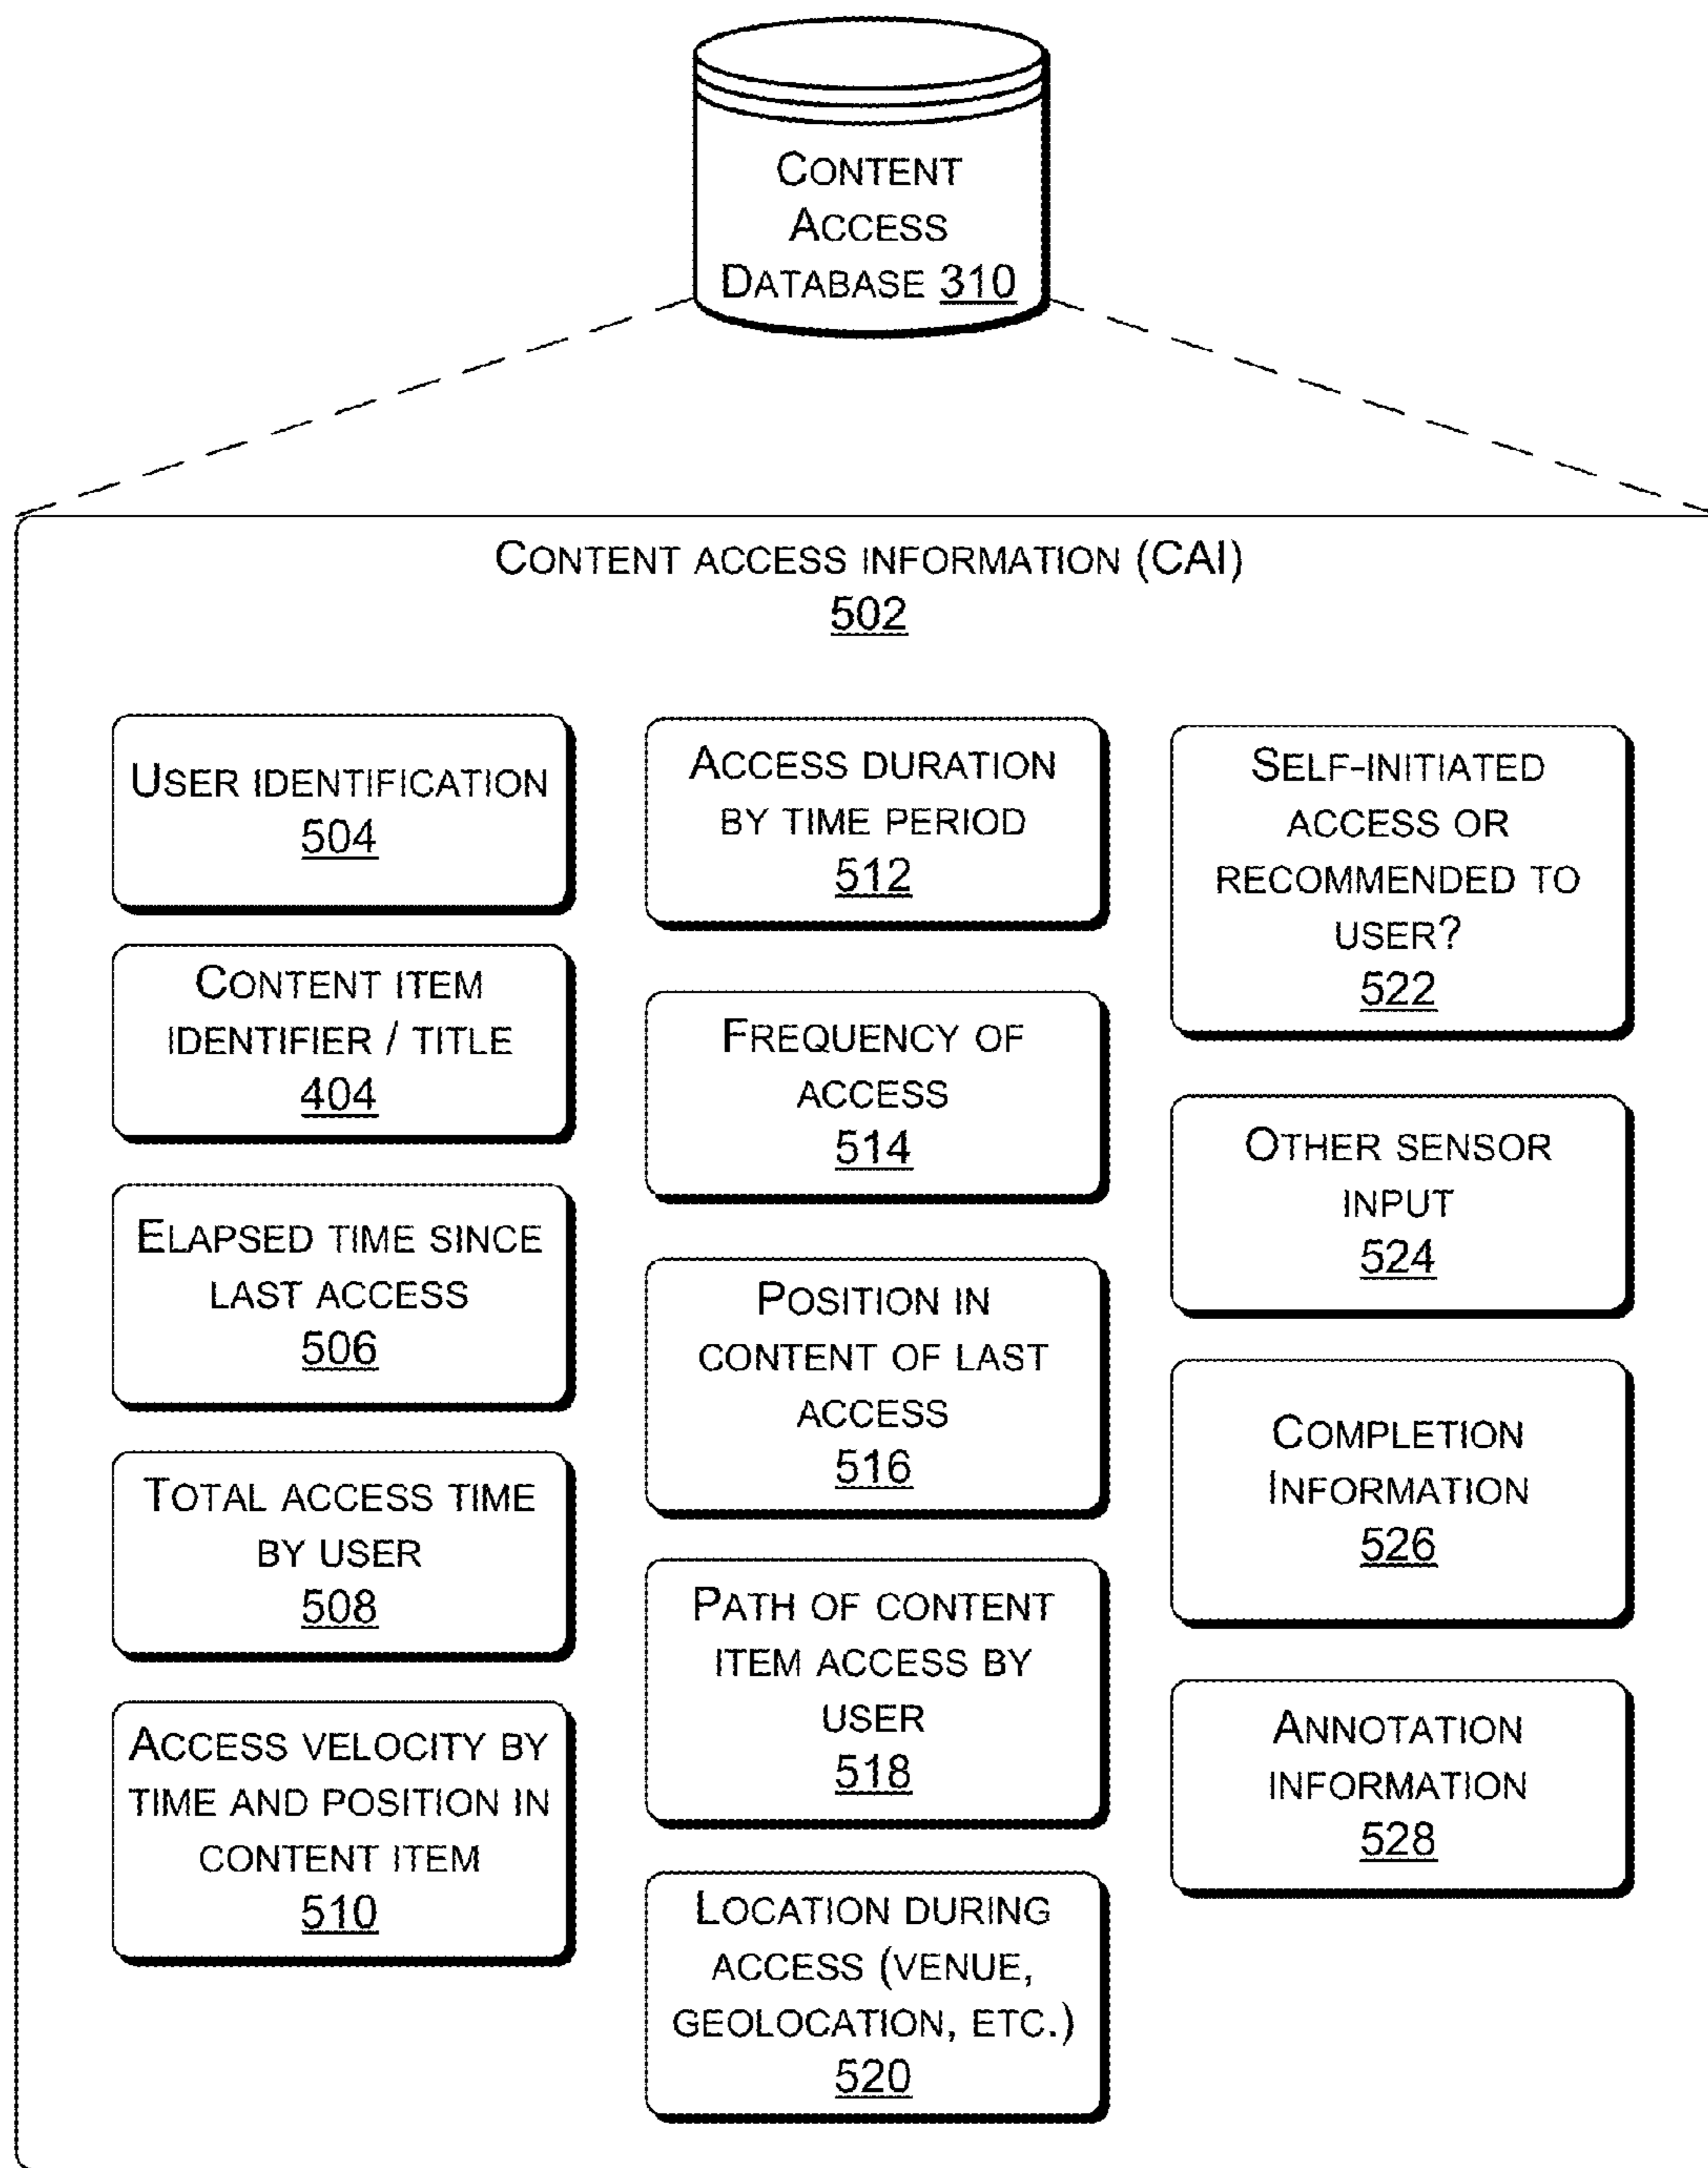 CONTENT
ACCESS
DATABASE 310
CONTENT ACCESS INFORMATION (CAI)
502
USER IDENTIFICATION
504
CONTENT ITEM
IDENTIFIER / TITLE
404
ELAPSED TIME SINCE
LAST ACCESS
506
TOTAL ACCESS TIME
BY USER
508
ACCESS VELOCITY BY
TIME AND POSITION IN
CONTENT ITEM
510
ACCESS DURATION
BY TIME PERIOD
512
FREQUENCY OF
ACCESS
514
POSITION IN
CONTENT OF LAST
ACCESS
516
PATH OF CONTENT
ITEM ACCESS BY
USER
518
LOCATION DURING
ACCESS (VENUE,
GEOLOCATION, ETC.)
520
SELF-INITIATED
ACCESS OR
RECOMMENDED TO
USER?
522
OTHER SENSOR
INPUT
524
COMPLETION
INFORMATION
526
ANNOTATION
INFORMATION
528